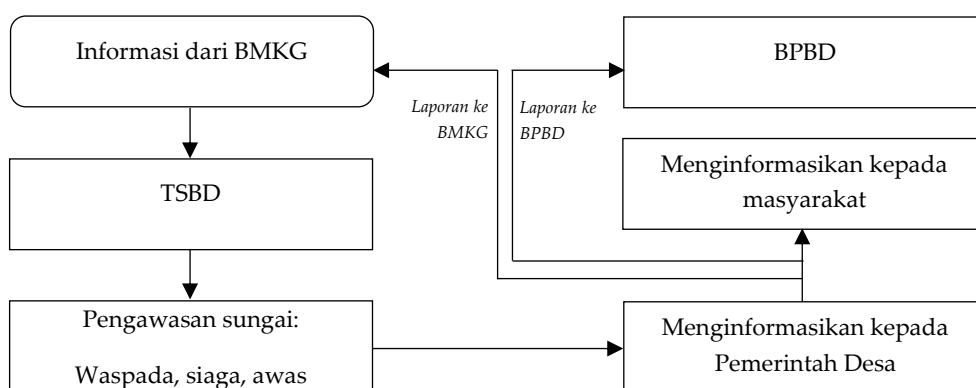 Informasi dari BMKG
BPBD
Laporan ke
BMKG
Laporan ke
BPBD
TSBD
Menginformasikan kepada
masyarakat
Pengawasan sungai:
Waspada, siaga, awas
Menginformasikan kepada
Pemerintah Desa